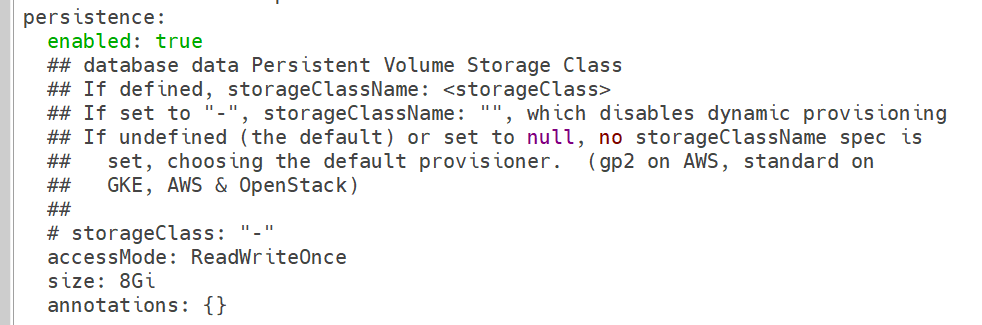 persistence:
  enabled: true
  ## database data Persistent Volume Storage Class
  ## If defined, storageClassName: <storageClass>
  ## If set to "-", storageClassName: "", which disables dynamic provisioning
  ## If undefined (the default) or set to null, no storageClassName spec is
  ##   set, choosing the default provisioner.  (gp2 on AWS, standard on
  ##   GKE, AWS & OpenStack)
  ##
  # storageClass: "-"
  accessMode: ReadWriteOnce
  size: 8Gi
  annotations: {}